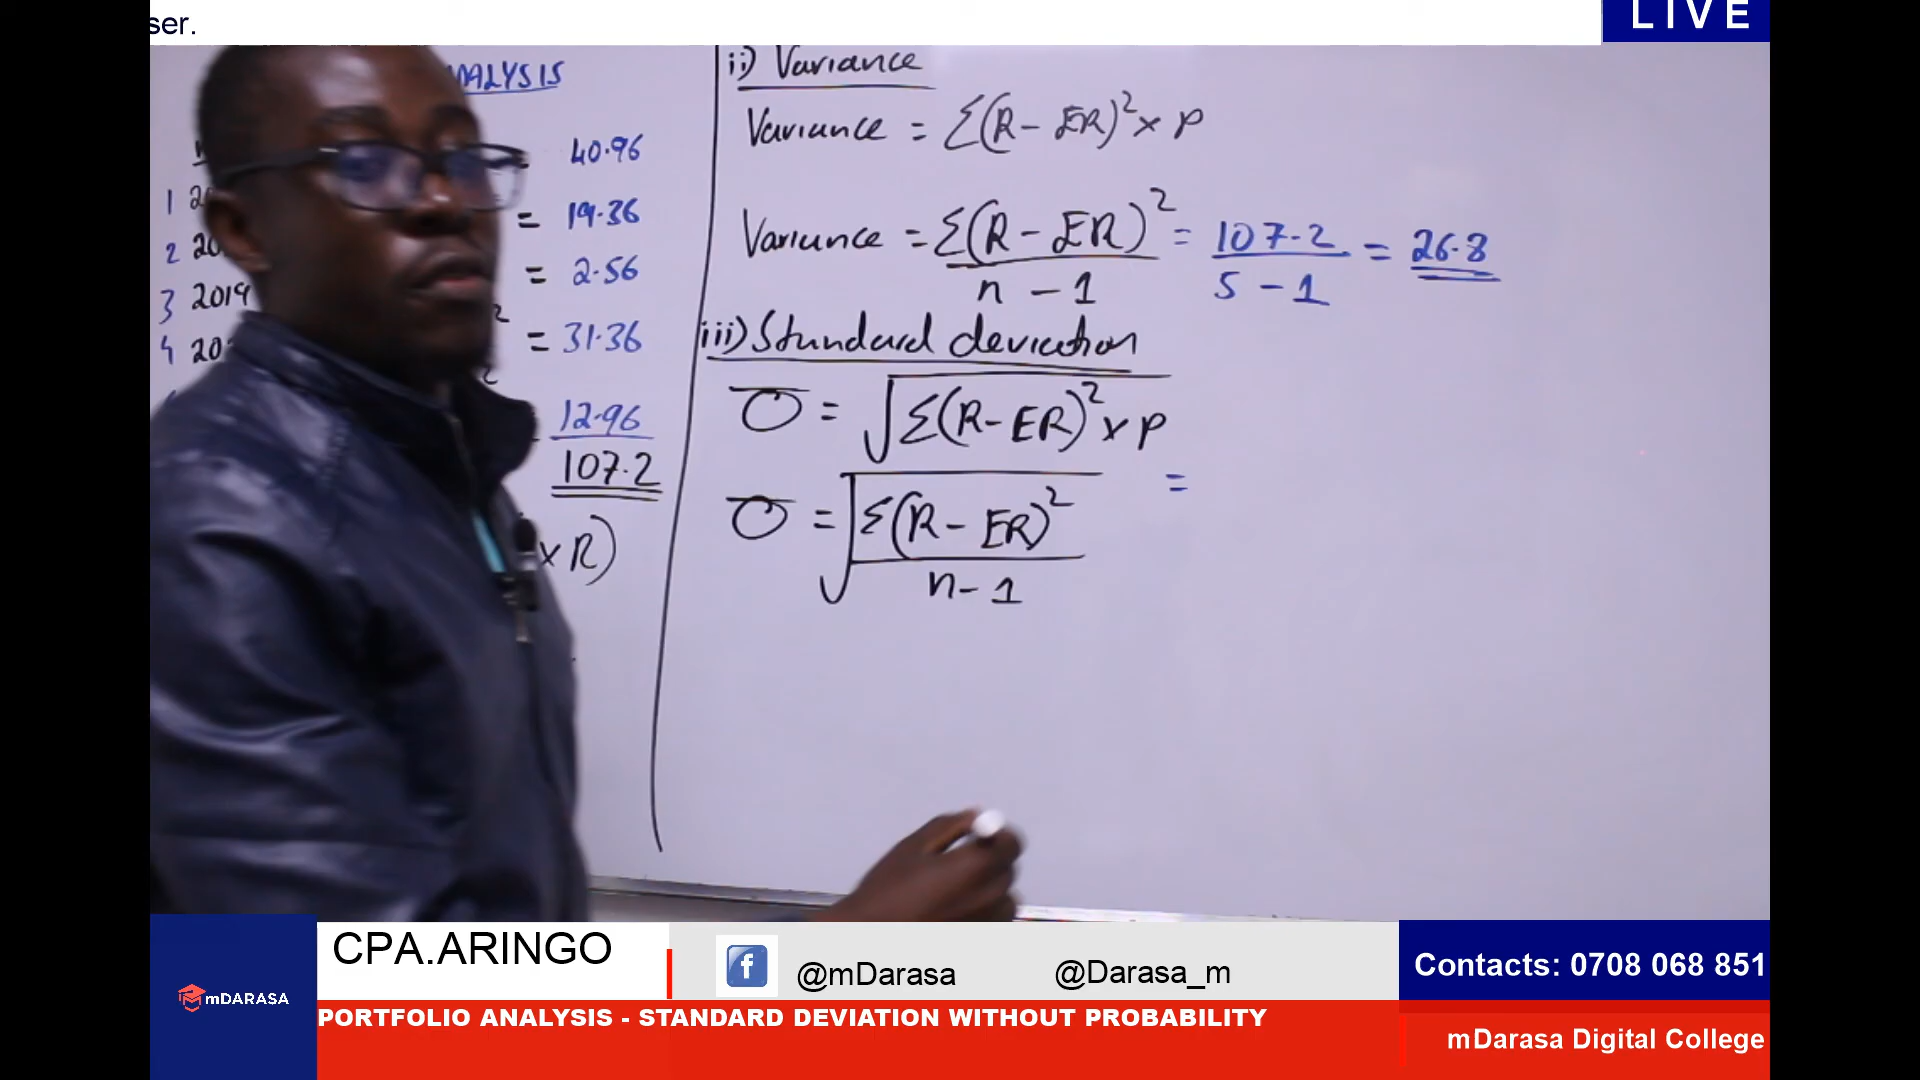 ser.
LIVE
ALYSIS
= 40.96
1 20
= 19.36
2 20
= 2.56
3 2019
= 31.36
4 20
12.96
107.2
× R)
ii) Variance
Variance = Σ(R - ER)² × P
Variance = Σ(R - ER)² / n - 1 = 107.2 / 5 - 1 = 26.8
iii) Standard deviation
σ = √Σ(R-ER)² × P
σ = √Σ(R - ER)² / n-1 =
CPA.ARINGO
f @mDarasa @Darasa_m
Contacts: 0708 068 851
mDARASA
PORTFOLIO ANALYSIS - STANDARD DEVIATION WITHOUT PROBABILITY
mDarasa Digital College